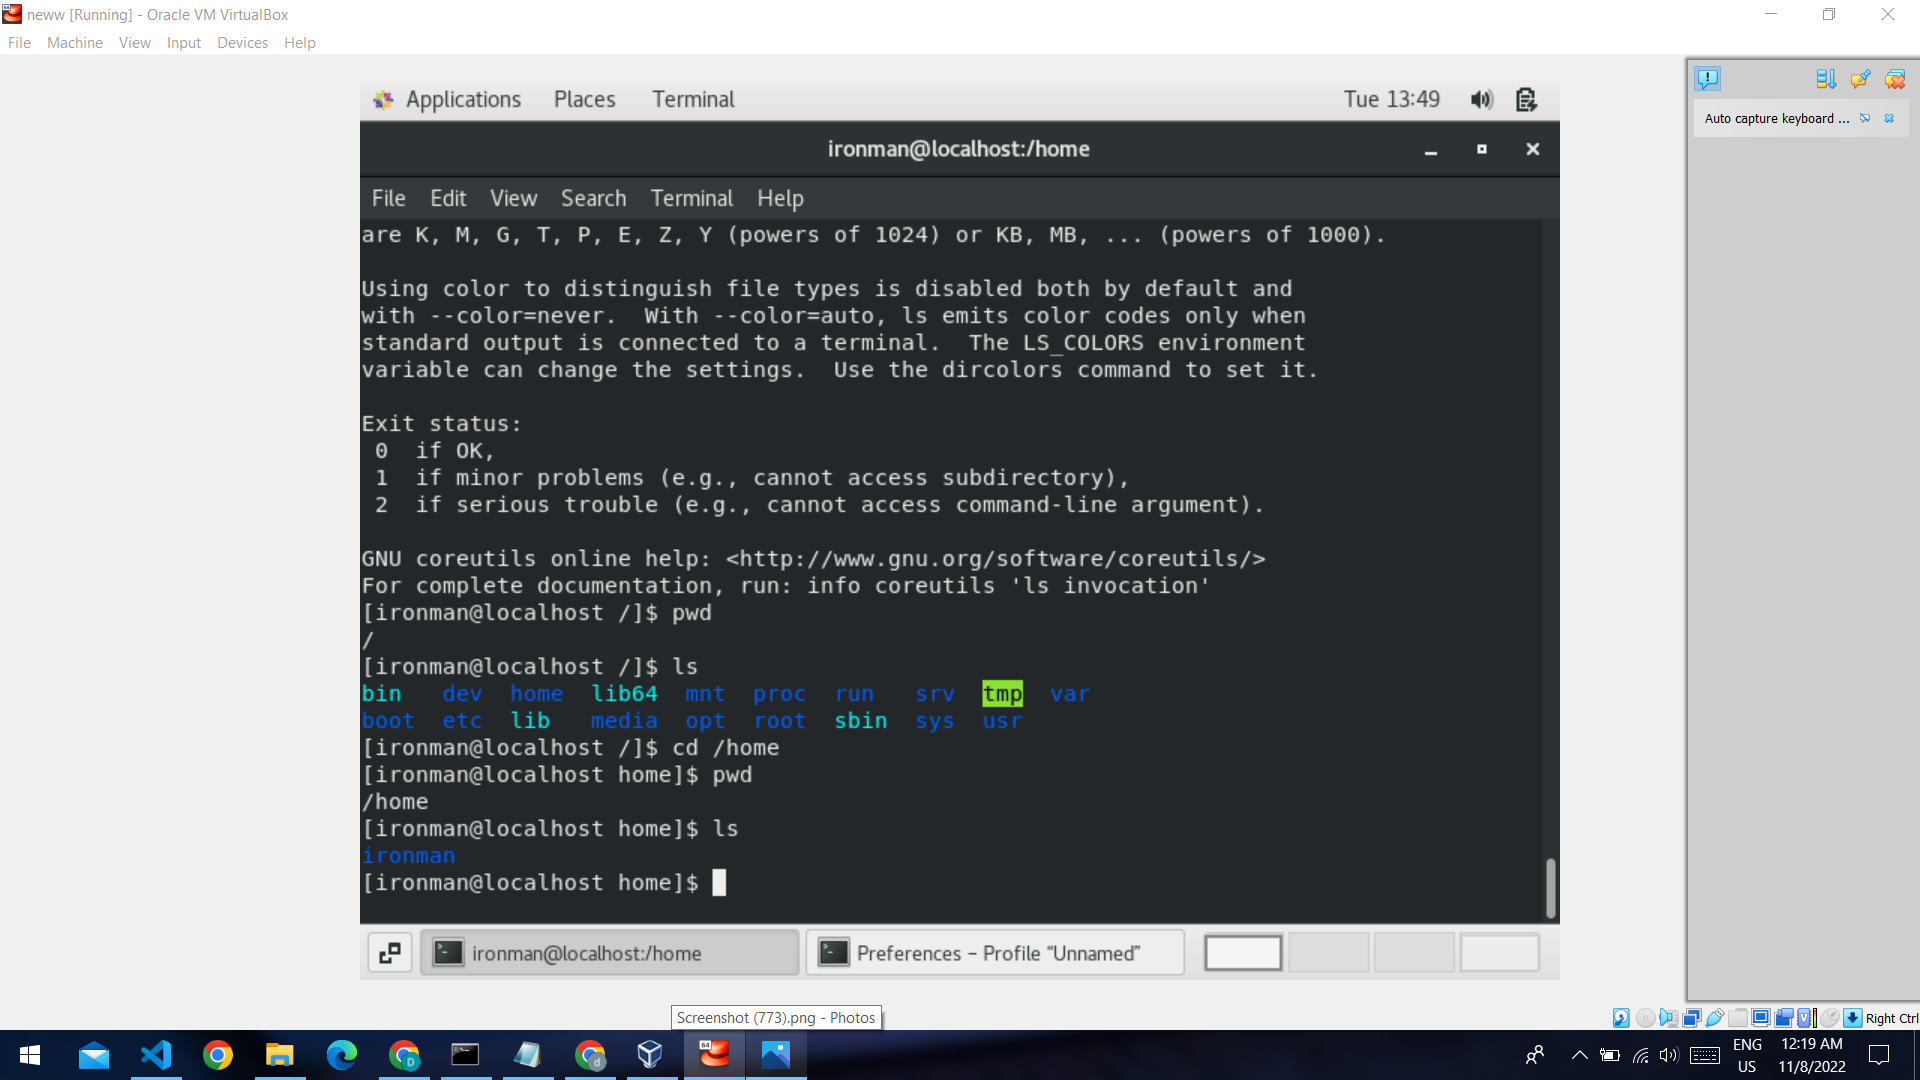 neww [Running] - Oracle VM VirtualBox
File Machine View Input Devices Help
Auto capture keyboard ...
Applications Places Terminal Tue 13:49
ironman@localhost:/home
File Edit View Search Terminal Help
are K, M, G, T, P, E, Z, Y (powers of 1024) or KB, MB, ... (powers of 1000).
Using color to distinguish file types is disabled both by default and
with --color=never.  With --color=auto, ls emits color codes only when
standard output is connected to a terminal.  The LS_COLORS environment
variable can change the settings.  Use the dircolors command to set it.
Exit status:
 0  if OK,
 1  if minor problems (e.g., cannot access subdirectory),
 2  if serious trouble (e.g., cannot access command-line argument).
GNU coreutils online help: <http://www.gnu.org/software/coreutils/>
For complete documentation, run: info coreutils 'ls invocation'
[ironman@localhost /]$ pwd
/
[ironman@localhost /]$ ls
bin   dev  home  lib64  mnt  proc  run   srv  tmp  var
boot  etc  lib   media  opt  root  sbin  sys  usr
[ironman@localhost /]$ cd /home
[ironman@localhost home]$ pwd
/home
[ironman@localhost home]$ ls
ironman
[ironman@localhost home]$
ironman@localhost:/home Preferences – Profile “Unnamed”
Screenshot (773).png - Photos
Right Ctrl
64
D
d
ENG
US
12:19 AM
11/8/2022